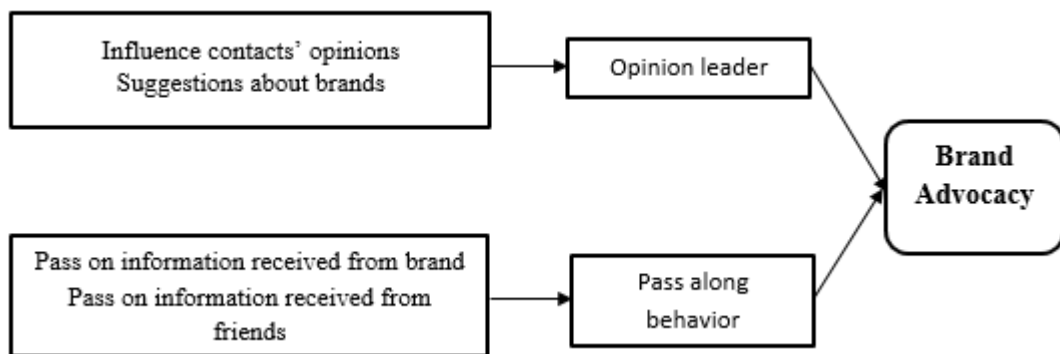 Influence contacts’ opinions
Suggestions about brands
Opinion leader
Brand
Advocacy
Pass on information received from brand
Pass on information received from
friends
Pass along
behavior